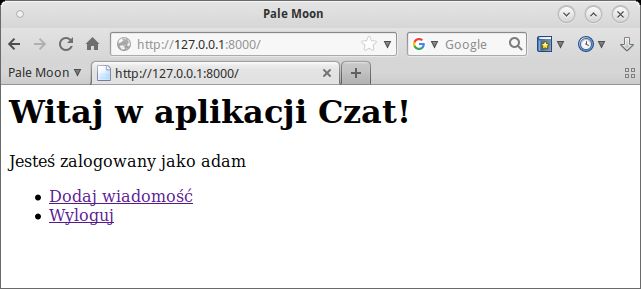 Pale Moon
http://127.0.0.1:8000/
Google
Pale Moon
http://127.0.0.1:8000/
Witaj w aplikacji Czat!
Jesteś zalogowany jako adam
Dodaj wiadomość
Wyloguj